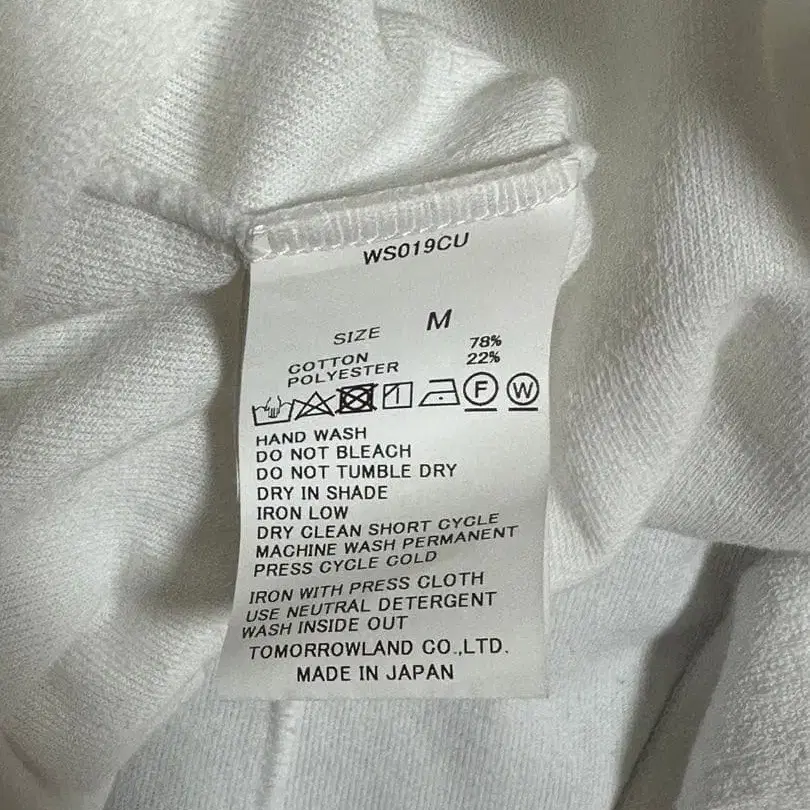 WS019CU
SIZE M
COTTON 78%
POLYESTER 22%
F W
HAND WASH
DO NOT BLEACH
DO NOT TUMBLE DRY
DRY IN SHADE
IRON LOW
DRY CLEAN SHORT CYCLE
MACHINE WASH PERMANENT
PRESS CYCLE COLD
IRON WITH PRESS CLOTH
USE NEUTRAL DETERGENT
WASH INSIDE OUT
TOMORROWLAND CO.,LTD.
MADE IN JAPAN